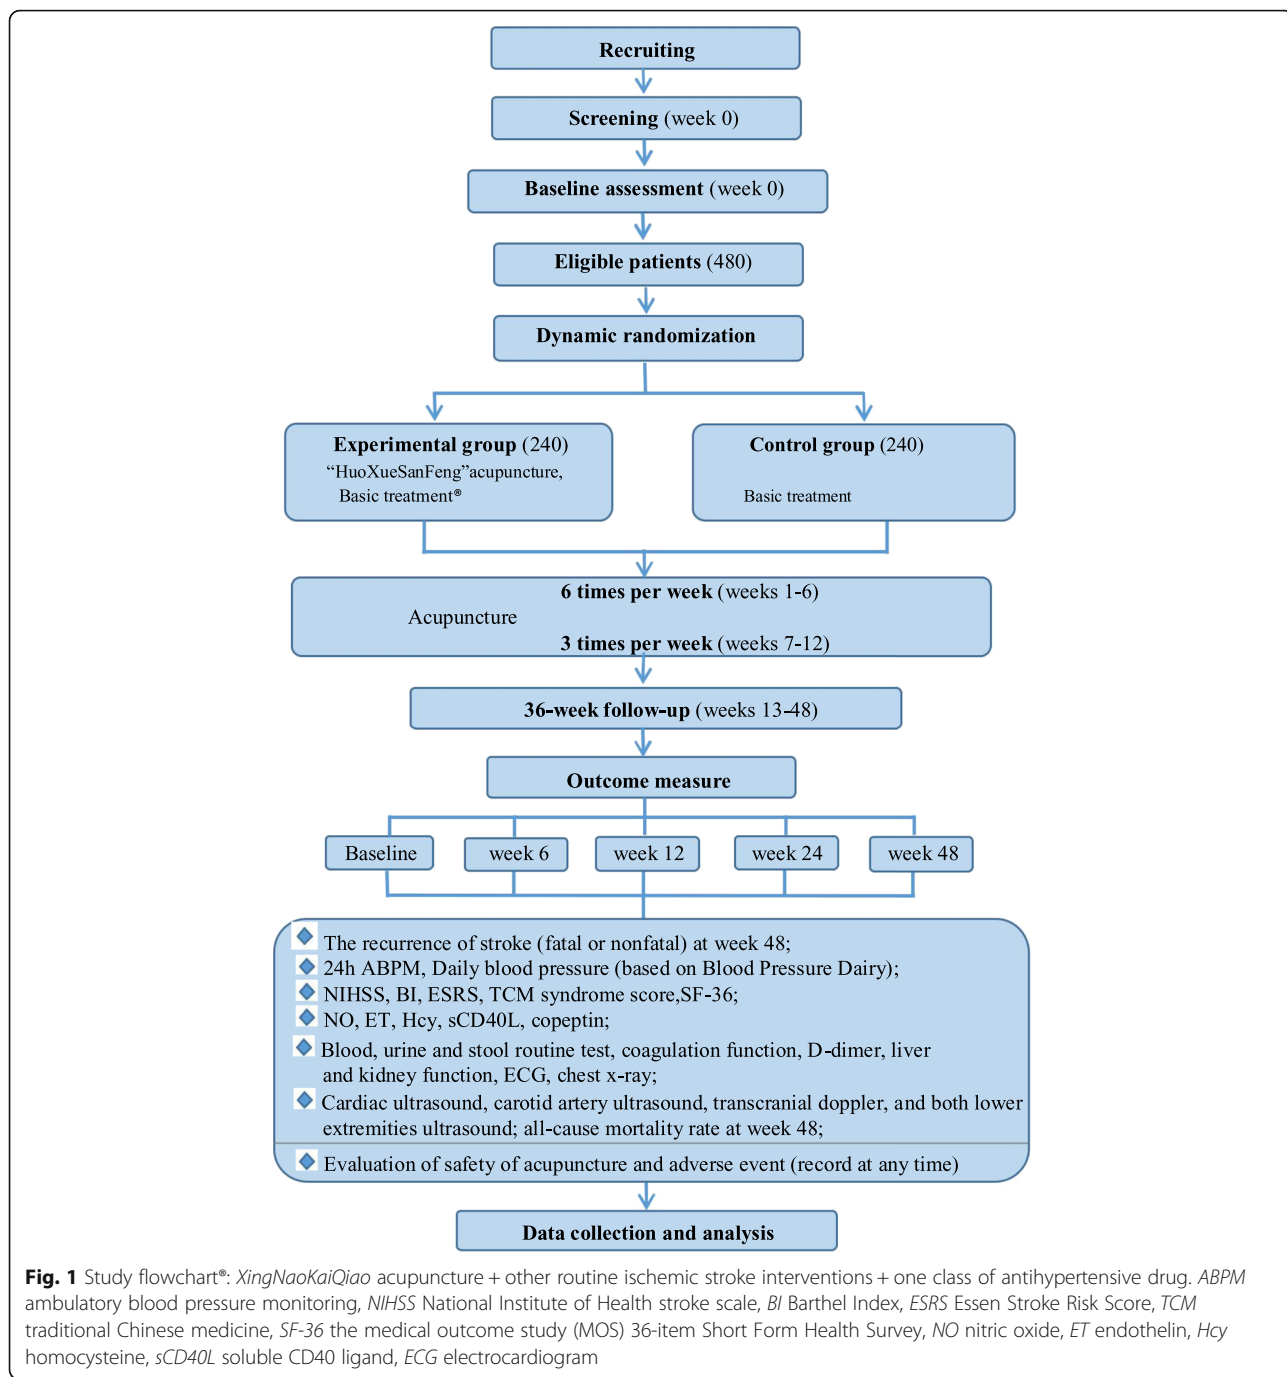 Recruiting
Screening (week 0)
Baseline assessment (week 0)
Eligible patients (480)
Dynamic randomization
Experimental group (240)
“HuoXueSanFeng”acupuncture,
Basic treatment®
Control group (240)
Basic treatment
6 times per week (weeks 1-6)
Acupuncture
3 times per week (weeks 7-12)
36-week follow-up (weeks 13-48)
Outcome measure
Baseline
week 6
week 12
week 24
week 48
The recurrence of stroke (fatal or nonfatal) at week 48;
24h ABPM, Daily blood pressure (based on Blood Pressure Dairy);
NIHSS, BI, ESRS, TCM syndrome score,SF-36;
NO, ET, Hcy, sCD40L, copeptin;
Blood, urine and stool routine test, coagulation function, D-dimer, liver
and kidney function, ECG, chest x-ray;
Cardiac ultrasound, carotid artery ultrasound, transcranial doppler, and both lower
extremities ultrasound; all-cause mortality rate at week 48;
Evaluation of safety of acupuncture and adverse event (record at any time)
Data collection and analysis
Fig. 1 Study flowchart®: XingNaoKaiQiao acupuncture + other routine ischemic stroke interventions + one class of antihypertensive drug. ABPM
ambulatory blood pressure monitoring, NIHSS National Institute of Health stroke scale, BI Barthel Index, ESRS Essen Stroke Risk Score, TCM
traditional Chinese medicine, SF-36 the medical outcome study (MOS) 36-item Short Form Health Survey, NO nitric oxide, ET endothelin, Hcy
homocysteine, sCD40L soluble CD40 ligand, ECG electrocardiogram